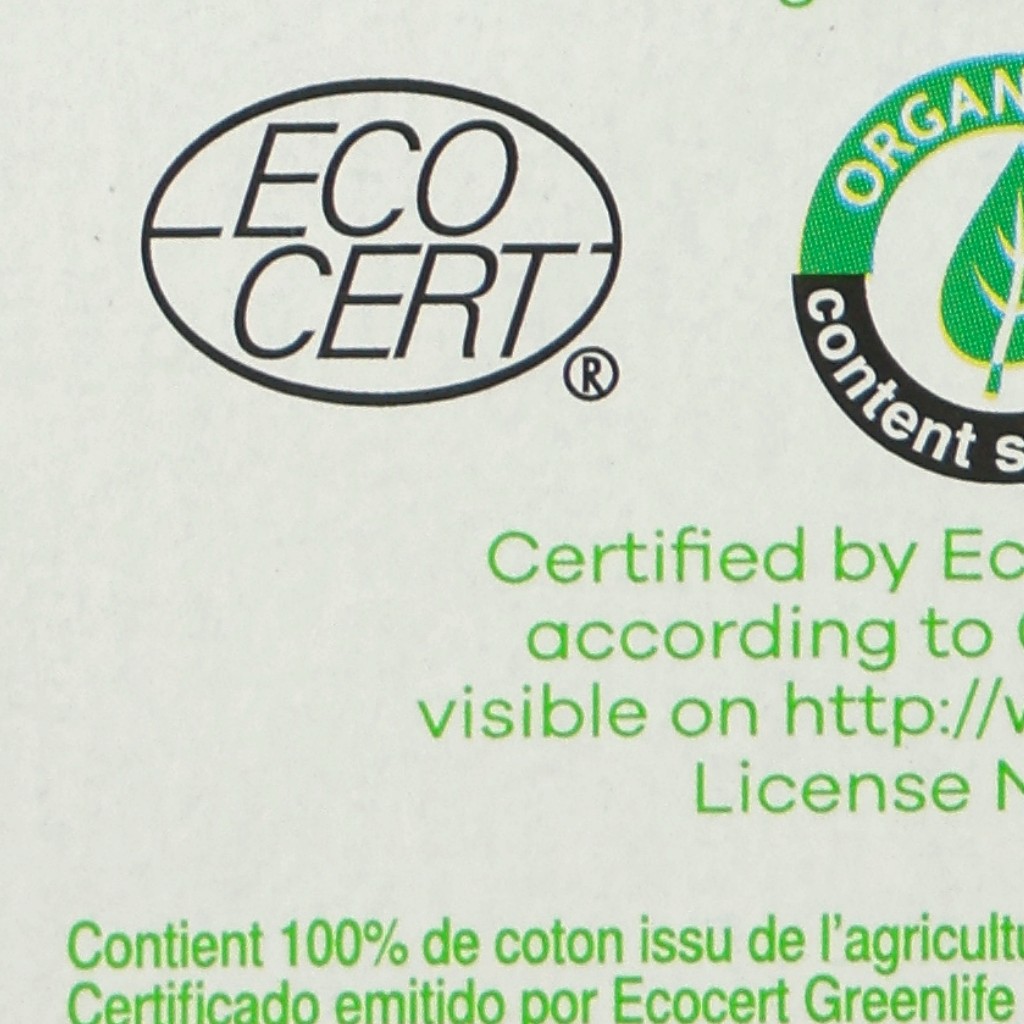 ECO
CERT
®
ORGAN
content s
Certified by Ec
according to
visible on http://w
License N
Contient 100% de coton issu de l'agricultu
Certificado emitido por Ecocert Greenlife